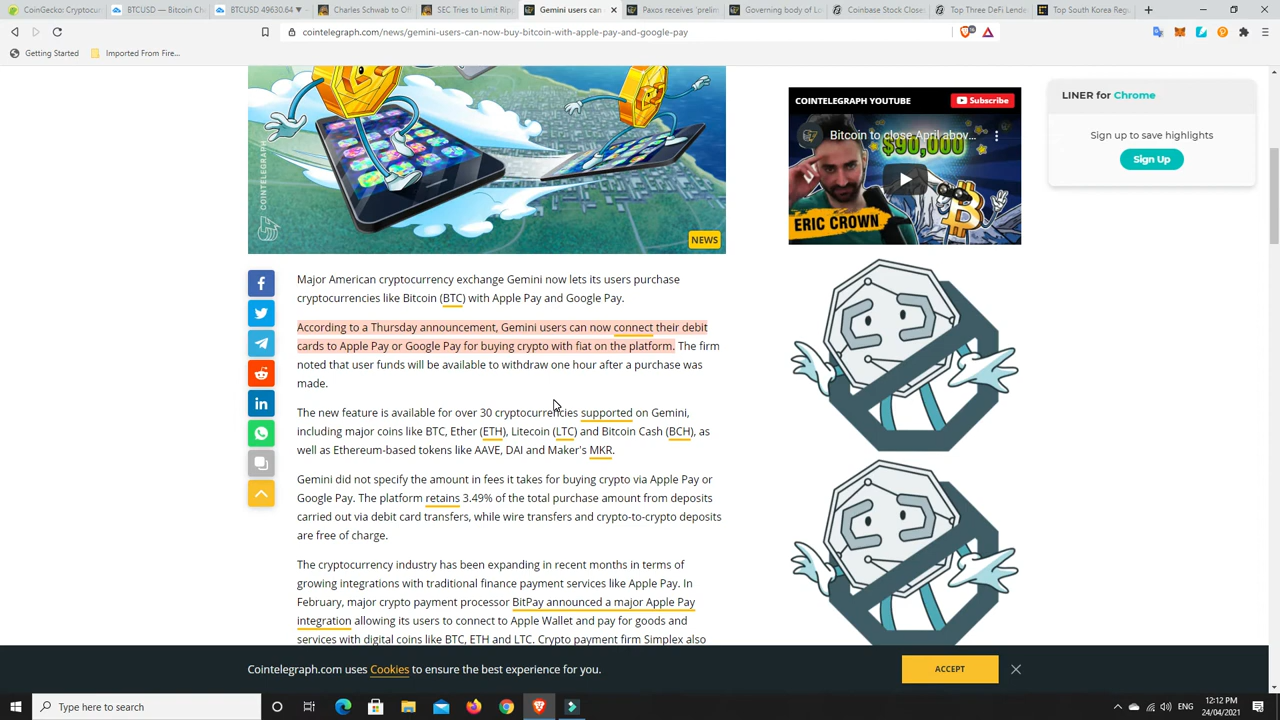 CoinGecko: Cryptocu
BTCUSD — Bitcoin Ch
BTCUSD 49630.64 ▼
Charles Schwab to Of
SEC Tries to Limit Ripp
Gemini users can
Paxos receives 'prelim
Governing body of Lo
Coinbase Stock Closes
Top Three DeFi Lende
Top South Korea Regu
cointelegraph.com/news/gemini-users-can-now-buy-bitcoin-with-apple-pay-and-google-pay
Getting Started
Imported From Fire...
COINTELEGRAPH
NEWS
COINTELEGRAPH YOUTUBE
Subscribe
Bitcoin to close April abov...
$90,000
ERIC CROWN
LINER for Chrome
Sign up to save highlights
Sign Up
Major American cryptocurrency exchange Gemini now lets its users purchase
cryptocurrencies like Bitcoin (BTC) with Apple Pay and Google Pay.
According to a Thursday announcement, Gemini users can now connect their debit
cards to Apple Pay or Google Pay for buying crypto with fiat on the platform. The firm
noted that user funds will be available to withdraw one hour after a purchase was
made.
The new feature is available for over 30 cryptocurrencies supported on Gemini,
including major coins like BTC, Ether (ETH), Litecoin (LTC) and Bitcoin Cash (BCH), as
well as Ethereum-based tokens like AAVE, DAI and Maker's MKR.
Gemini did not specify the amount in fees it takes for buying crypto via Apple Pay or
Google Pay. The platform retains 3.49% of the total purchase amount from deposits
carried out via debit card transfers, while wire transfers and crypto-to-crypto deposits
are free of charge.
The cryptocurrency industry has been expanding in recent months in terms of
growing integrations with traditional finance payment services like Apple Pay. In
February, major crypto payment processor BitPay announced a major Apple Pay
integration allowing its users to connect to Apple Wallet and pay for goods and
services with digital coins like BTC, ETH and LTC. Crypto payment firm Simplex also
Cointelegraph.com uses Cookies to ensure the best experience for you.
ACCEPT
Type here to search
ENG
12:12 PM
24/04/2021